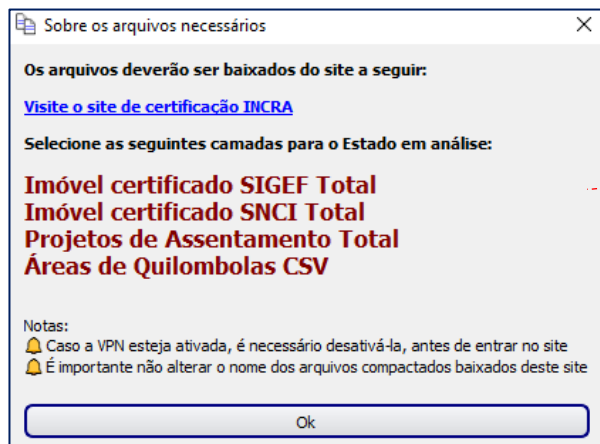 Sobre os arquivos necessários
Os arquivos deverão ser baixados do site a seguir:
Visite o site de certificação INCRA
Selecione as seguintes camadas para o Estado em análise:
Imóvel certificado SIGEF Total
Imóvel certificado SNCI Total
Projetos de Assentamento Total
Áreas de Quilombolas CSV
Notas:
Caso a VPN esteja ativada, é necessário desativá-la, antes de entrar no site
É importante não alterar o nome dos arquivos compactados baixados deste site
Ok